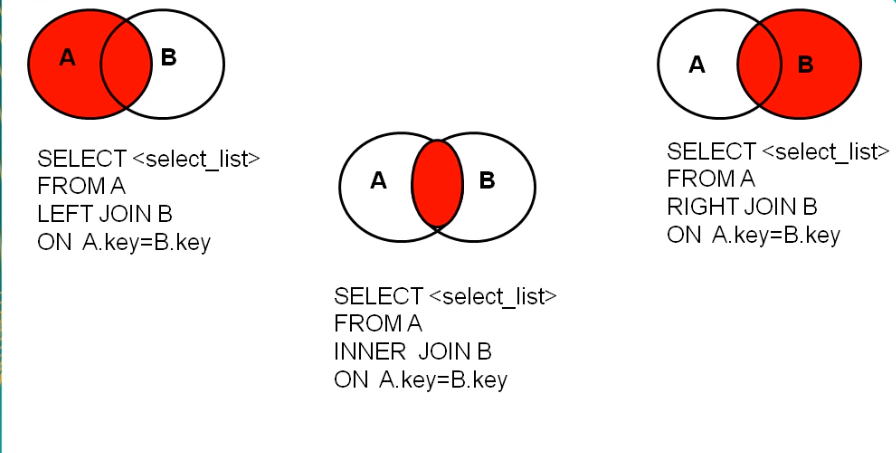 A
B
SELECT <select_list>
FROM A
LEFT JOIN B
ON A.key=B.key
A
B
SELECT <select_list>
FROM A
INNER JOIN B
ON A.key=B.key
A
B
SELECT <select_list>
FROM A
RIGHT JOIN B
ON A.key=B.key